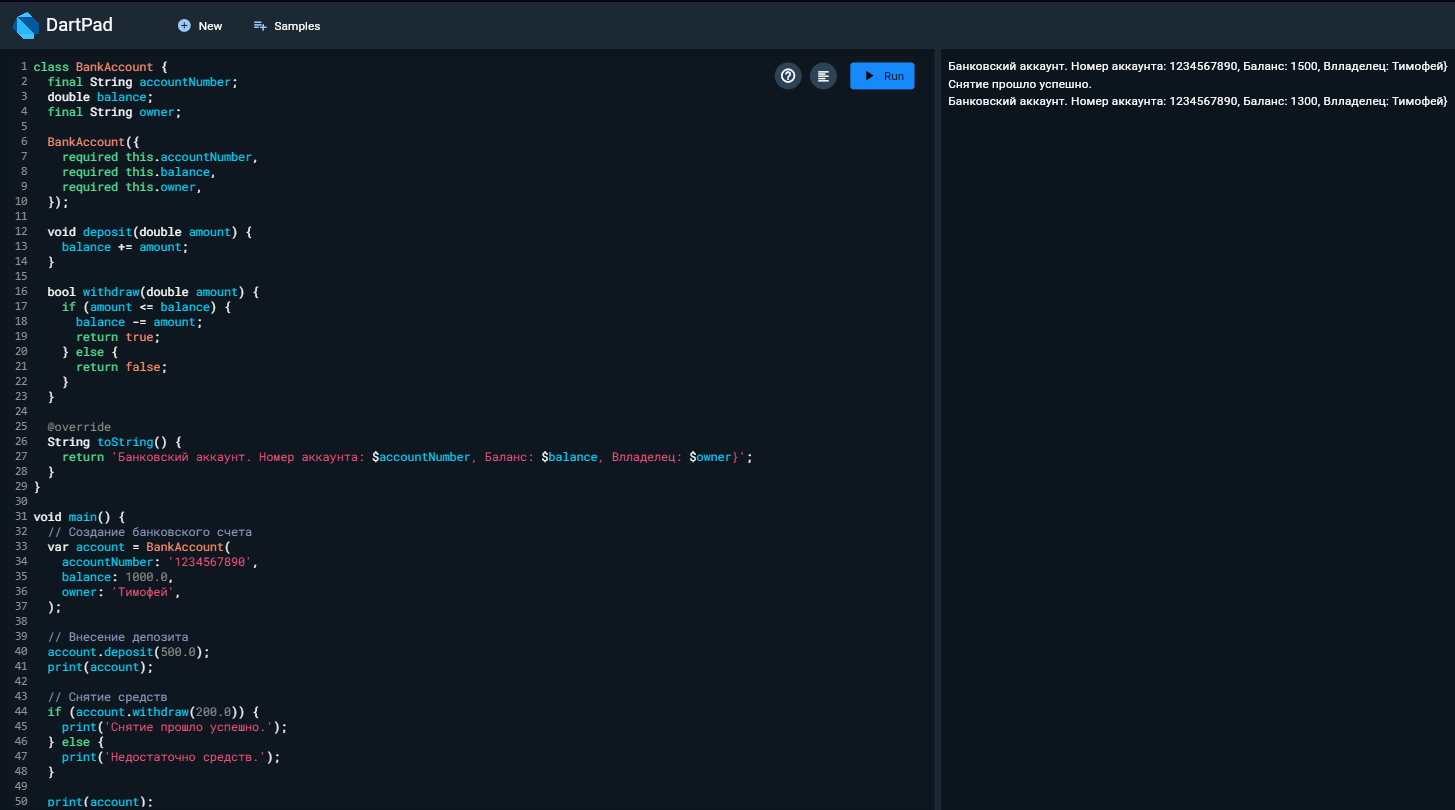 DartPad
New
Samples
Run
1 class BankAccount {
2   final String accountNumber;
3   double balance;
4   final String owner;
5
6   BankAccount({
7     required this.accountNumber,
8     required this.balance,
9     required this.owner,
10   });
11
12   void deposit(double amount) {
13     balance += amount;
14   }
15
16   bool withdraw(double amount) {
17     if (amount <= balance) {
18       balance -= amount;
19       return true;
20     } else {
21       return false;
22     }
23   }
24
25   @override
26   String toString() {
27     return 'Банковский аккаунт. Номер аккаунта: $accountNumber, Баланс: $balance, Влладелец: $owner}';
28   }
29 }
30
31 void main() {
32   // Создание банковского счета
33   var account = BankAccount(
34     accountNumber: '1234567890',
35     balance: 1000.0,
36     owner: 'Тимофей',
37   );
38
39   // Внесение депозита
40   account.deposit(500.0);
41   print(account);
42
43   // Снятие средств
44   if (account.withdraw(200.0)) {
45     print('Снятие прошло успешно.');
46   } else {
47     print('Недостаточно средств.');
48   }
49
50   print(account);
Банковский аккаунт. Номер аккаунта: 1234567890, Баланс: 1500, Влладелец: Тимофей}
Снятие прошло успешно.
Банковский аккаунт. Номер аккаунта: 1234567890, Баланс: 1300, Влладелец: Тимофей}